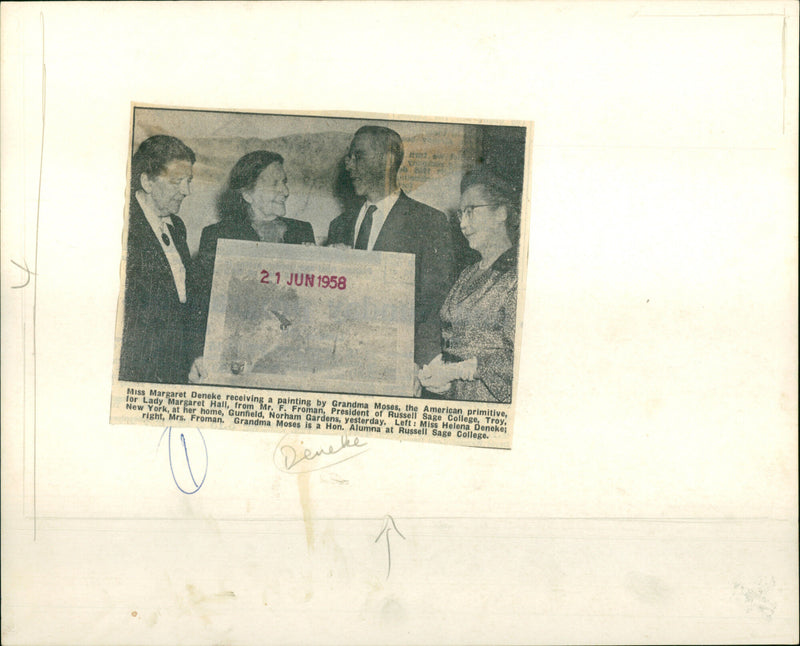 21 JUN 1958
Miss Margaret Deneke receiving a painting by Grandma Moses, the American primitive,
for Lady Margaret Hall, from Mr. F. Froman, President of Russell Sage College, Troy,
New York, at her home, Gunfield, Norham Gardens, yesterday. Left: Miss Helena Deneke;
right, Mrs. Froman. Grandma Moses is a Hon. Alumna at Russell Sage College.
Deneke